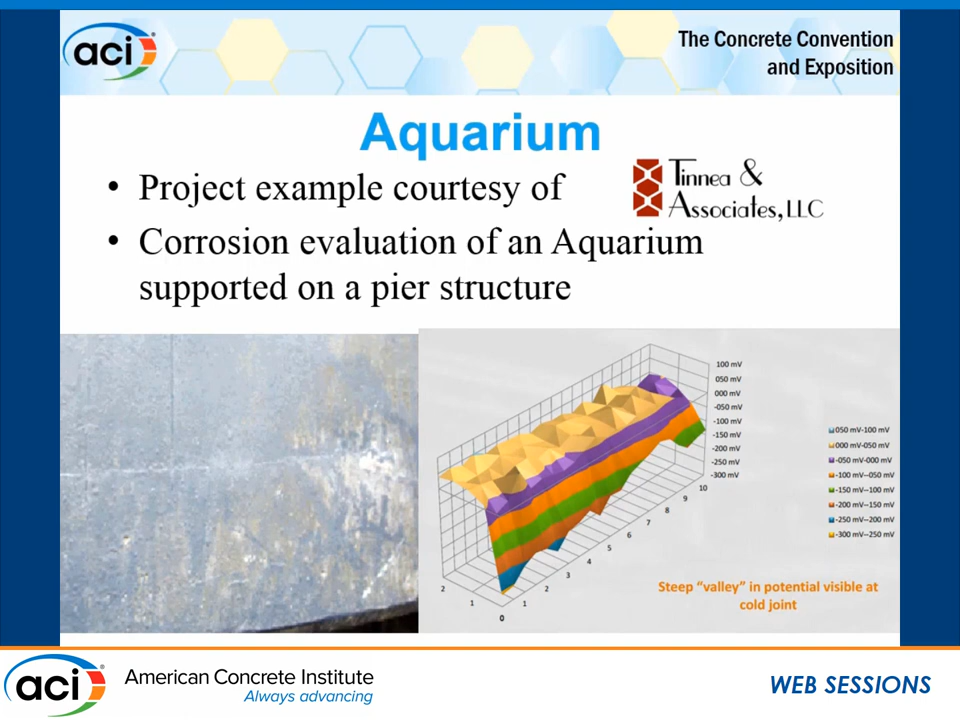 aci
The Concrete Convention
and Exposition
Aquarium
• Project example courtesy of
Tinnea &
Associates, LLC
• Corrosion evaluation of an Aquarium
supported on a pier structure
100 mV
050 mV
000 mV
-050 mV
-100 mV
-150 mV
-200 mV
-250 mV
-300 mV
10
9
8
7
6
5
4
3
2
1
2
1
0
050 mV-100 mV
000 mV-050 mV
-050 mV-000 mV
-100 mV--050 mV
-150 mV--100 mV
-200 mV--150 mV
-250 mV--200 mV
-300 mV--250 mV
Steep “valley” in potential visible at
cold joint
aci
American Concrete Institute
Always advancing
WEB SESSIONS